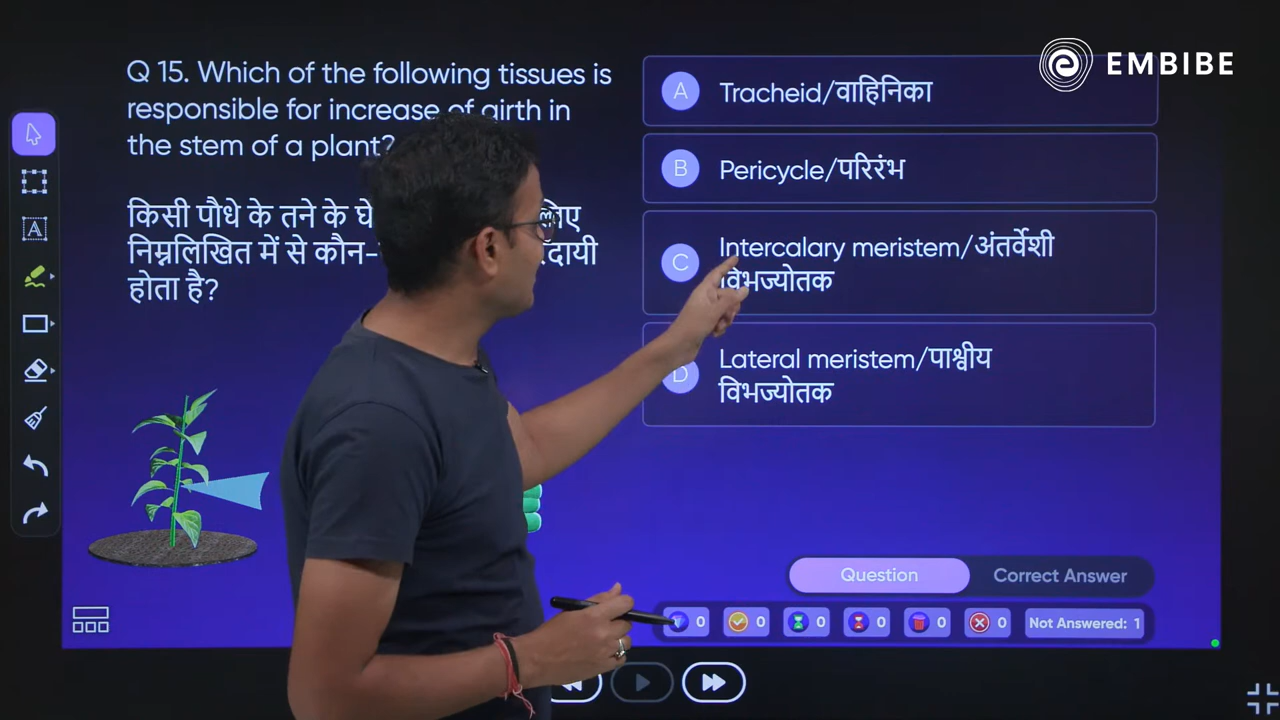 EMBIBE
Q 15. Which of the following tissues is
responsible for increase of girth in
the stem of a plant?
किसी पौधे के तने के
निम्नलिखित में से कौन-
होता है?
A Tracheid/वाहिनिका
B Pericycle/परिरंभ
C Intercalary meristem/अंतर्वेशी
विभज्योतक
D Lateral meristem/पार्श्वीय
विभज्योतक
Question Correct Answer
0 0 0 0 0 0 Not Answered: 1
A